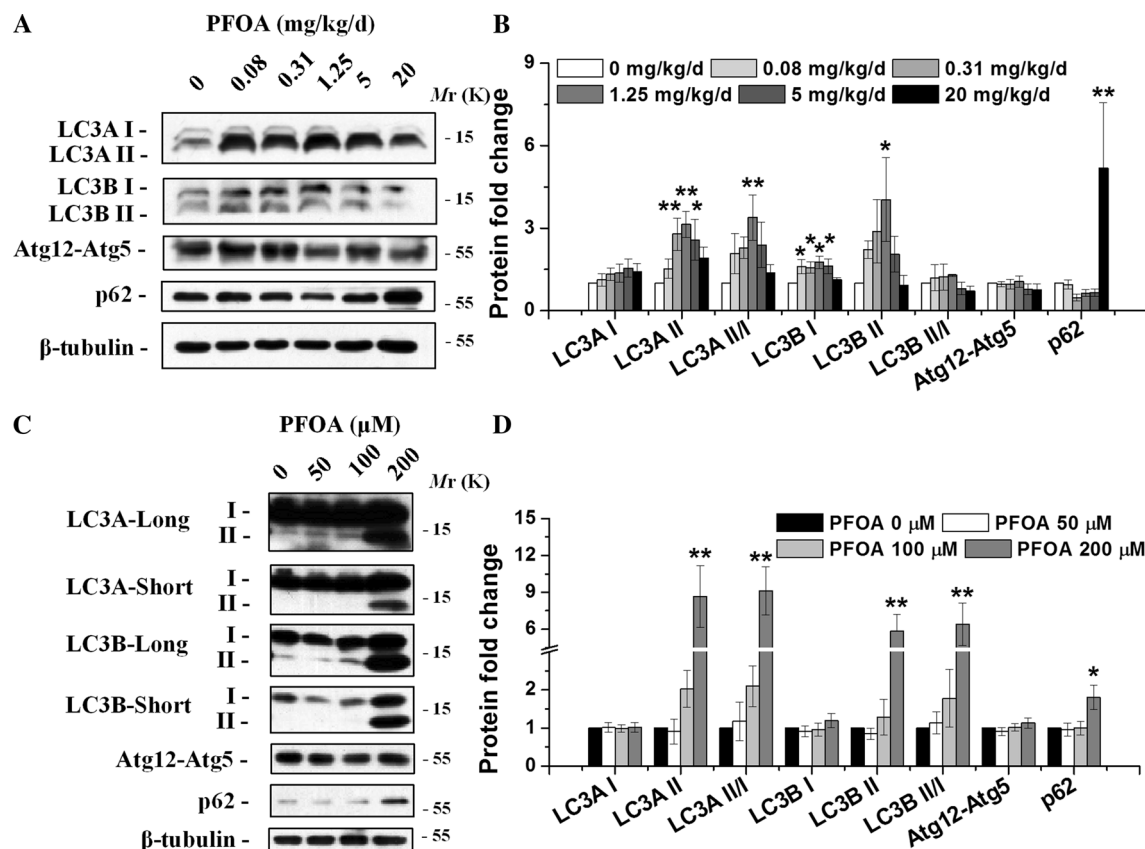 A
PFOA (mg/kg/d)
0 0.08 0.31 1.25 5 20
Mr (K)
LC3A I -
LC3A II -
- 15
LC3B I -
LC3B II -
- 15
Atg12-Atg5 -
- 55
p62 -
- 55
β-tubulin -
- 55
B
Protein fold change
9
6
3
0
0 mg/kg/d 0.08 mg/kg/d 0.31 mg/kg/d
1.25 mg/kg/d 5 mg/kg/d 20 mg/kg/d
** ** * ** * * * * * **
LC3A I LC3A II LC3A II/I LC3B I LC3B II LC3B II/I Atg12-Atg5 p62
C
PFOA (μM)
0 50 100 200
Mr (K)
LC3A-Long
I -
II -
- 15
LC3A-Short
I -
II -
- 15
LC3B-Long
I -
II -
- 15
LC3B-Short
I -
II -
- 15
Atg12-Atg5 -
- 55
p62 -
- 55
β-tubulin -
- 55
D
Protein fold change
15
12
9
6
2
1
0
PFOA 0 μM PFOA 50 μM
PFOA 100 μM PFOA 200 μM
** ** ** ** *
LC3A I LC3A II LC3A II/I LC3B I LC3B II LC3B II/I Atg12-Atg5 p62